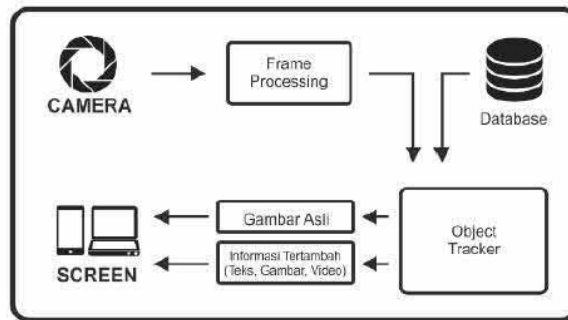 CAMERA
Frame
Processing
Database
Gambar Asli
Informasi Tertambah
(Teks, Gambar, Video)
Object
Tracker
SCREEN